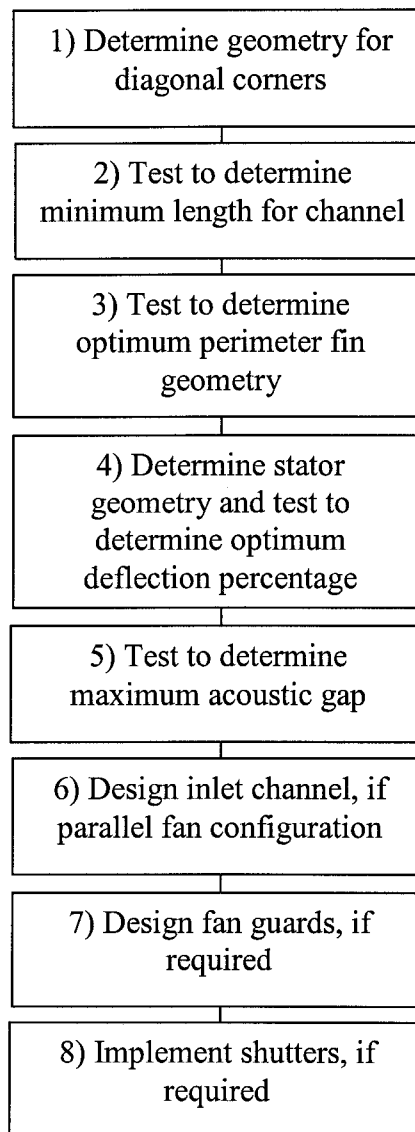 1) Determine geometry for
diagonal corners
2) Test to determine
minimum length for channel
3) Test to determine
optimum perimeter fin
geometry
4) Determine stator
geometry and test to
determine optimum
deflection percentage
5) Test to determine
maximum acoustic gap
6) Design inlet channel, if
parallel fan configuration
7) Design fan guards, if
required
8) Implement shutters, if
required